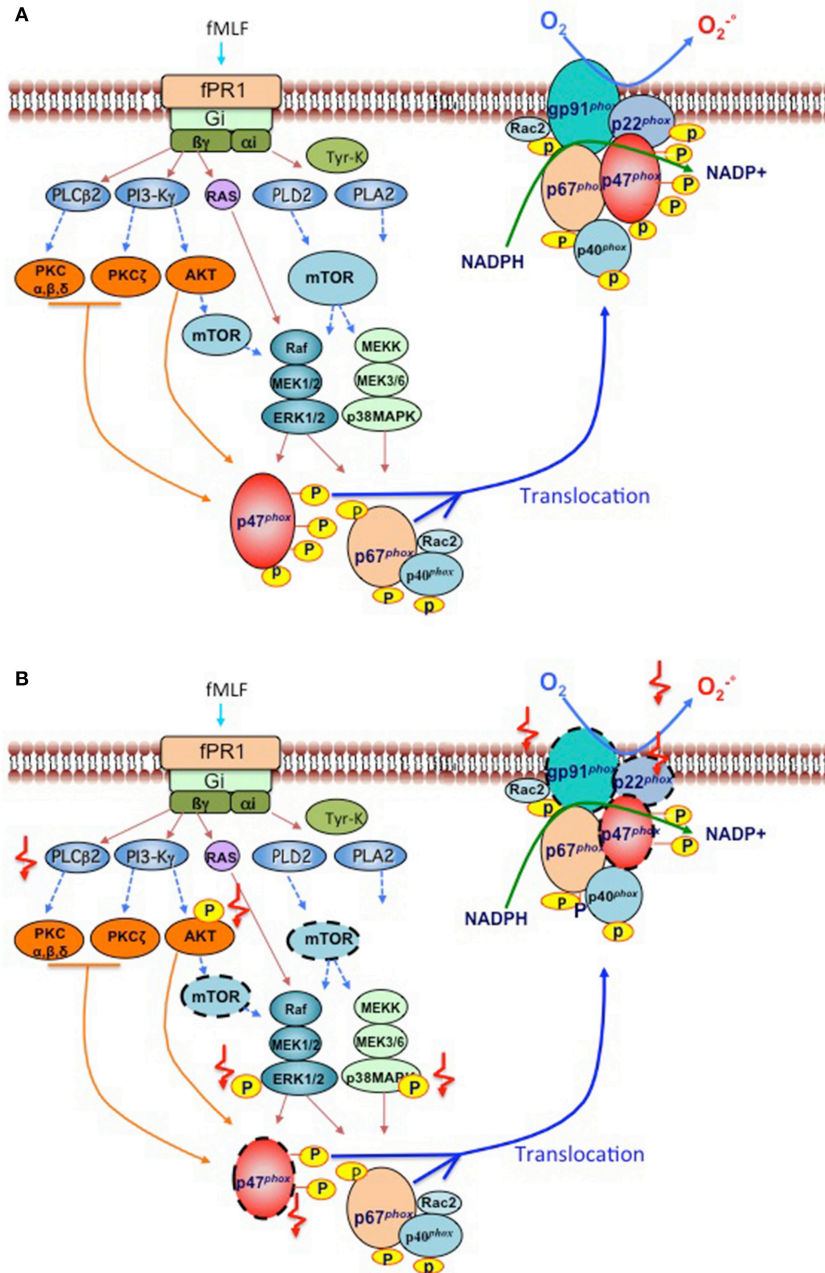 A
fMLF
O2
O2-°
fPR1
Gi
ßγ
αi
gp91phox
p22phox
Rac2
p
p
P
Tyr-K
NADP+
PLCβ2
PI3-Kγ
RAS
PLD2
PLA2
p67phox
p47phox
P
P
P
p
NADPH
p40phox
p
PKC
α,β,δ
PKCζ
AKT
mTOR
mTOR
Raf
MEKK
MEK1/2
MEK3/6
ERK1/2
p38MAPK
Translocation
p47phox
P
P
P
p
p
p67phox
Rac2
p40phox
P
p
B
fMLF
O2
O2-°
fPR1
Gi
ßγ
αi
gp91phox
p22phox
Rac2
p
P
Tyr-K
NADP+
PLCβ2
PI3-Kγ
RAS
PLD2
PLA2
p67phox
p47phox
P
P
P
NADPH
p40phox
p
P
PKC
α,β,δ
PKCζ
AKT
mTOR
mTOR
Raf
MEKK
MEK1/2
MEK3/6
P
ERK1/2
p38MAPK
P
Translocation
p47phox
P
P
p
p67phox
Rac2
p40phox
P
p